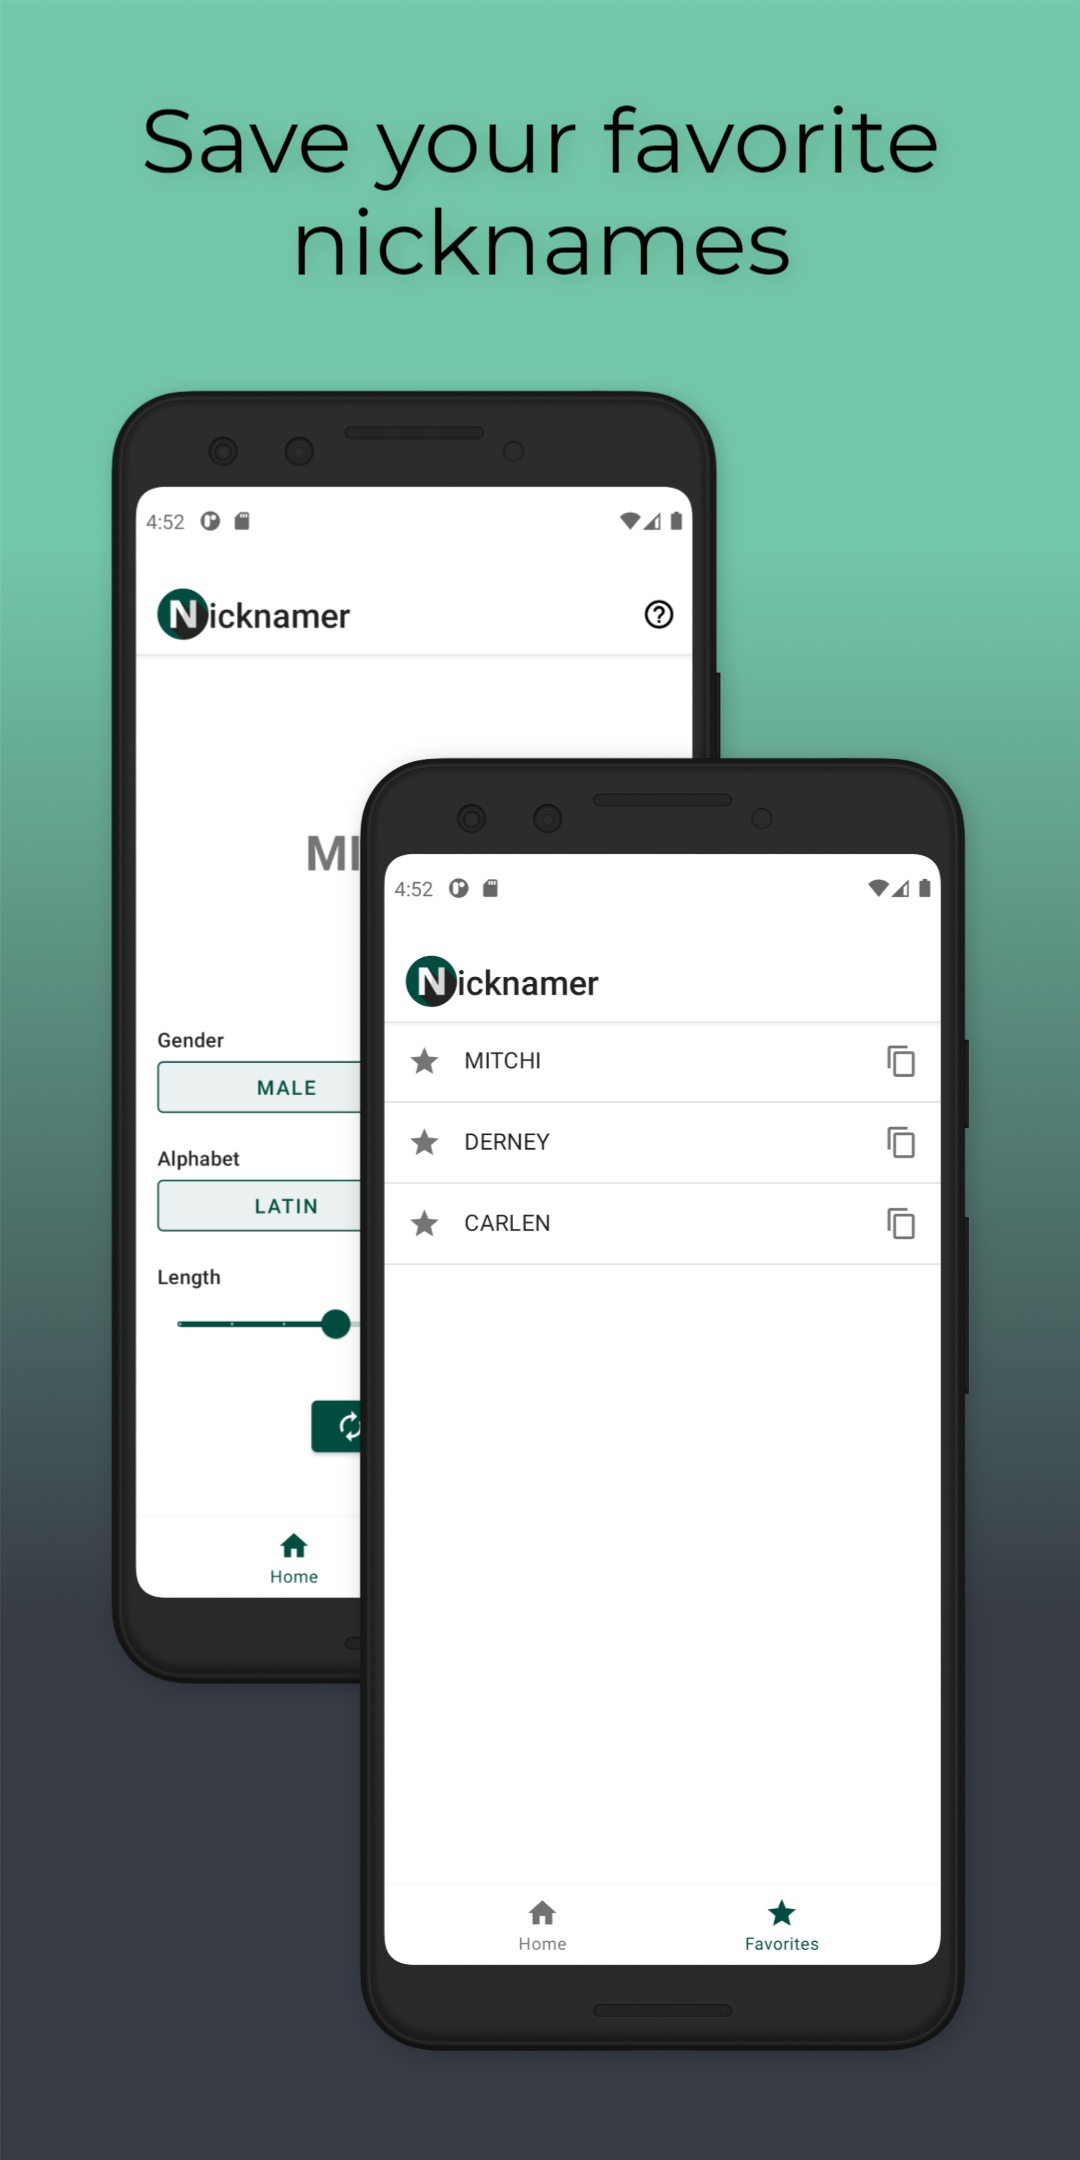 Save your favorite
nicknames
4:52
Nicknamer
MI
Gender
MALE
Alphabet
LATIN
Length
Home
4:52
Nicknamer
MITCHI
DERNEY
CARLEN
Home
Favorites